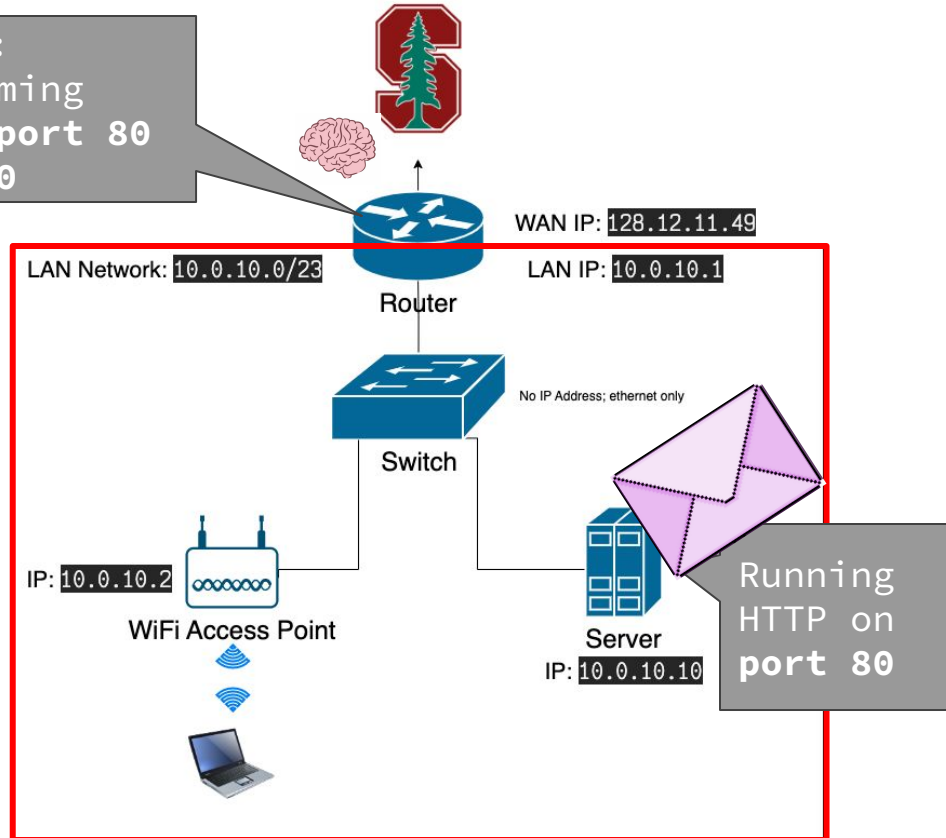 :
ming
port 80
0
S
WAN IP: 128.12.11.49
LAN Network: 10.0.10.0/23
LAN IP: 10.0.10.1
Router
No IP Address; ethernet only
Switch
IP: 10.0.10.2
WiFi Access Point
Running
HTTP on
port 80
Server
IP: 10.0.10.10